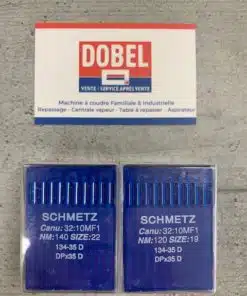 DOBEL
VENTE - SERVICE APRÈS VENTE
Machine à coudre Familiale & Industrielle
Repassage - Centrale vapeur - Table à repasser - Aspirateur
SCHMETZ
Canu: 32:10MF1
NM:140 SIZE:22
134-35 D
DPx35 D
SCHMETZ
Canu: 32:10MF1
NM:120 SIZE:19
134-35 D
DPx35 D